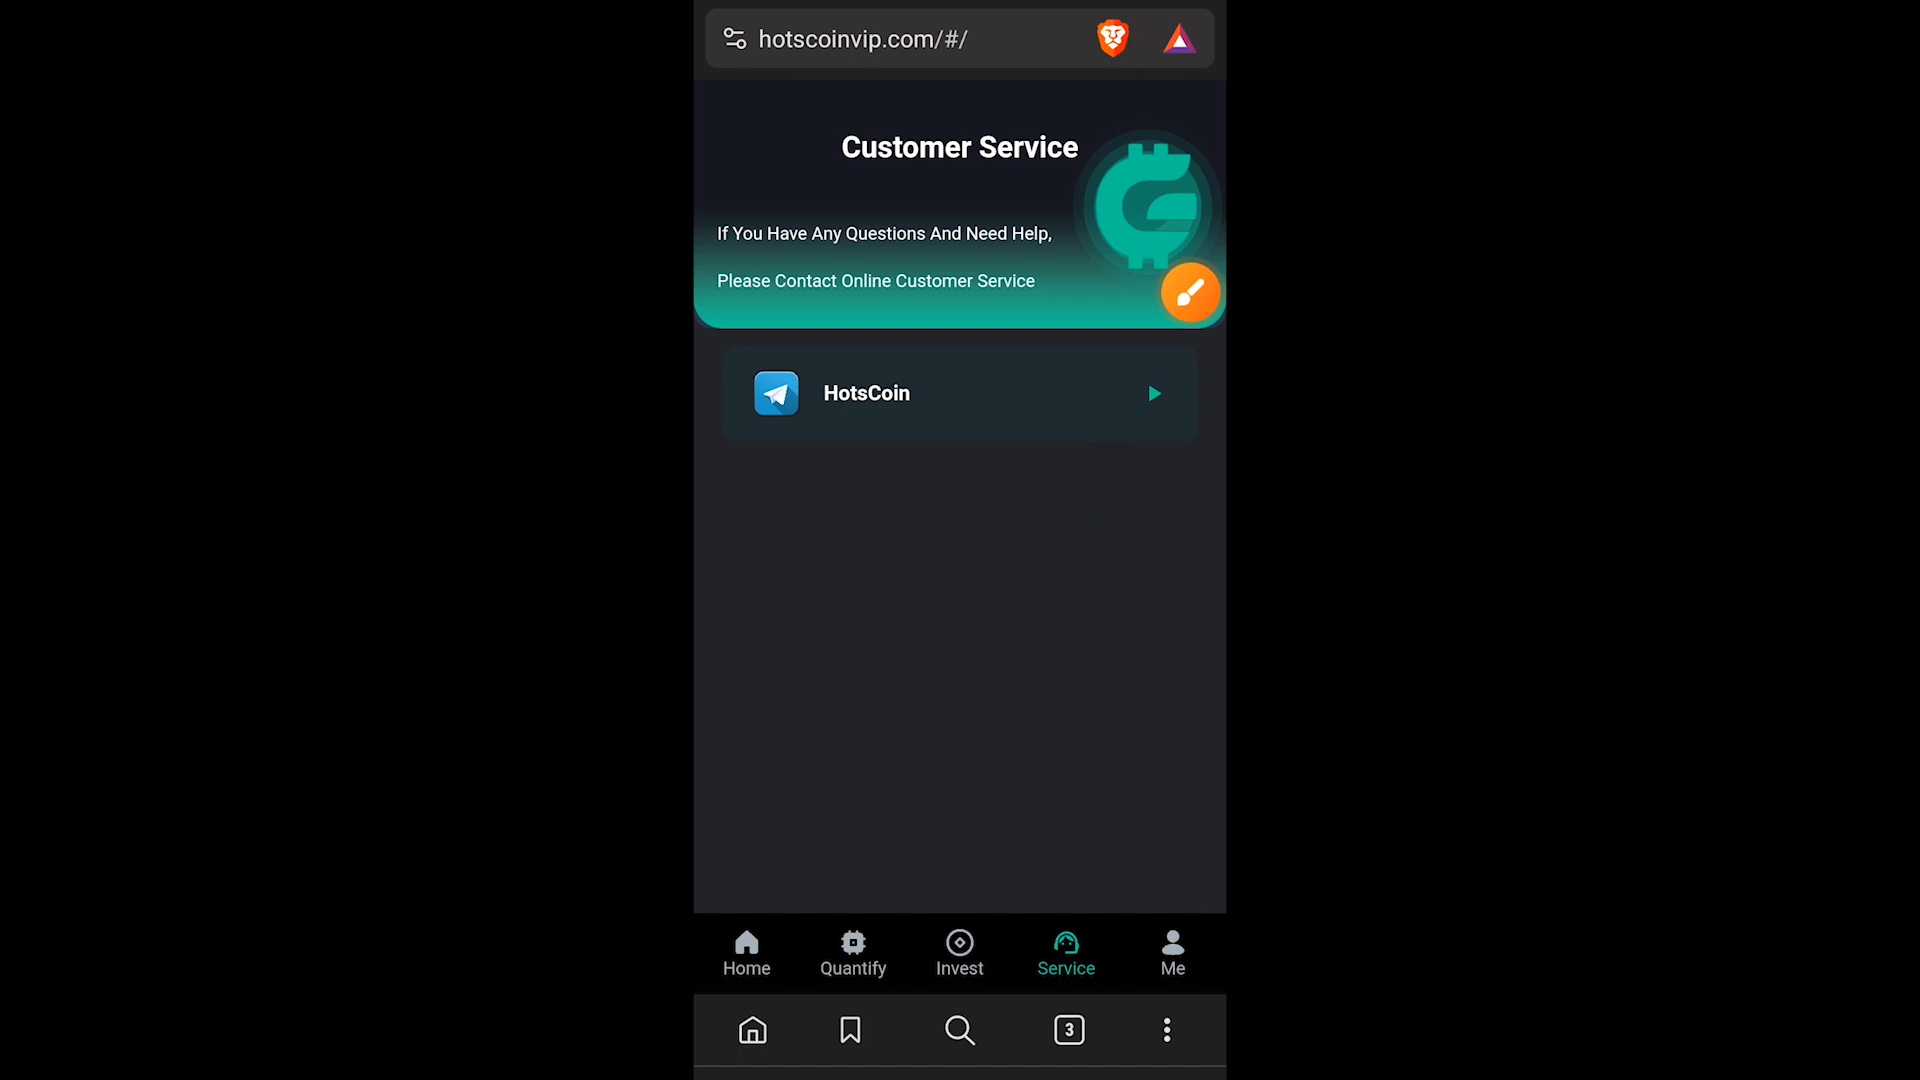 hotscoinvip.com/#/
Customer Service
If You Have Any Questions And Need Help,
Please Contact Online Customer Service
HotsCoin
Home
Quantify
Invest
Service
Me
3